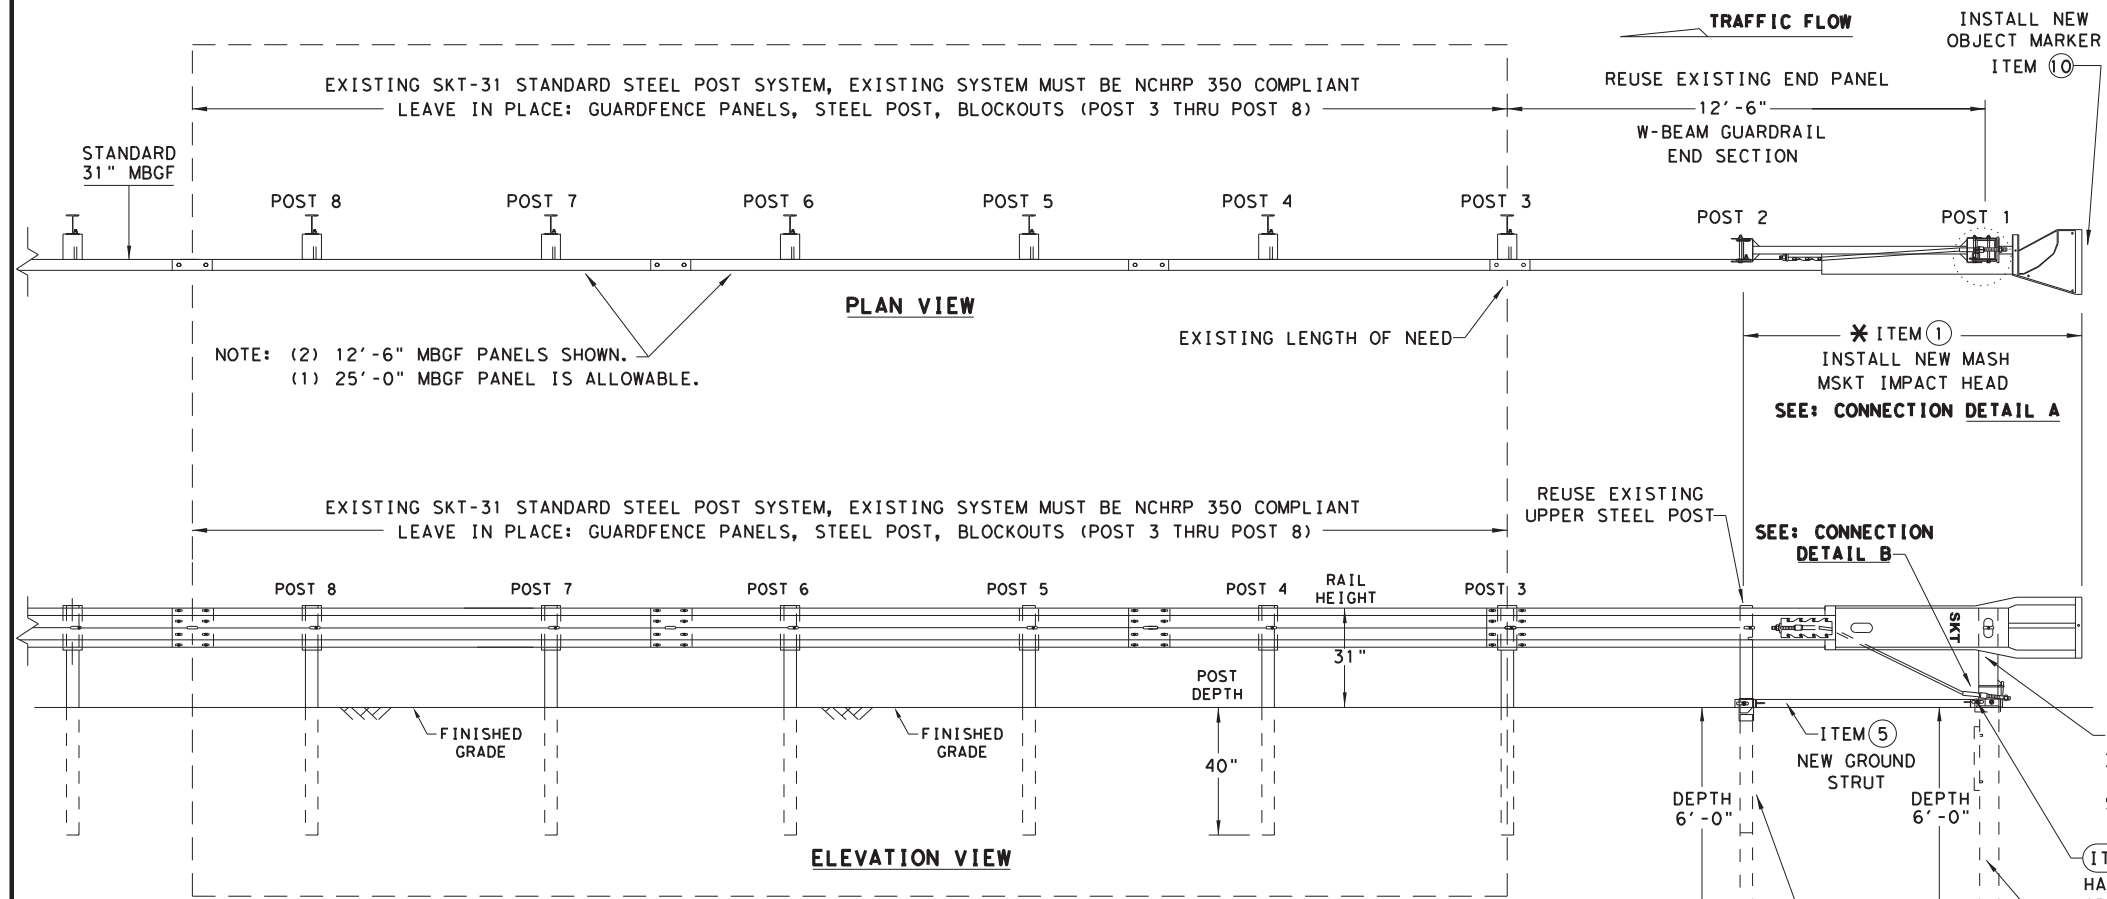 TRAFFIC FLOW
INSTALL NEW
OBJECT MARKER
ITEM 10
EXISTING SKT-31 STANDARD STEEL POST SYSTEM, EXISTING SYSTEM MUST BE NCHRP 350 COMPLIANT
LEAVE IN PLACE: GUARDFENCE PANELS, STEEL POST, BLOCKOUTS (POST 3 THRU POST 8)
REUSE EXISTING END PANEL
12'-6"
W-BEAM GUARDRAIL
END SECTION
STANDARD
31" MBGF
POST 8
POST 7
POST 6
POST 5
POST 4
POST 3
POST 2
POST 1
PLAN VIEW
NOTE: (2) 12'-6" MBGF PANELS SHOWN.
(1) 25'-0" MBGF PANEL IS ALLOWABLE.
EXISTING LENGTH OF NEED
* ITEM 1
INSTALL NEW MASH
MSKT IMPACT HEAD
SEE: CONNECTION DETAIL A
EXISTING SKT-31 STANDARD STEEL POST SYSTEM, EXISTING SYSTEM MUST BE NCHRP 350 COMPLIANT
LEAVE IN PLACE: GUARDFENCE PANELS, STEEL POST, BLOCKOUTS (POST 3 THRU POST 8)
REUSE EXISTING
UPPER STEEL POST
SEE: CONNECTION
DETAIL B
POST 8
POST 7
POST 6
POST 5
POST 4
RAIL
HEIGHT
POST 3
SKT
31"
POST
DEPTH
40"
FINISHED
GRADE
FINISHED
GRADE
ITEM 5
NEW GROUND
STRUT
DEPTH
6'-0"
DEPTH
6'-0"
ELEVATION VIEW
IT
HA